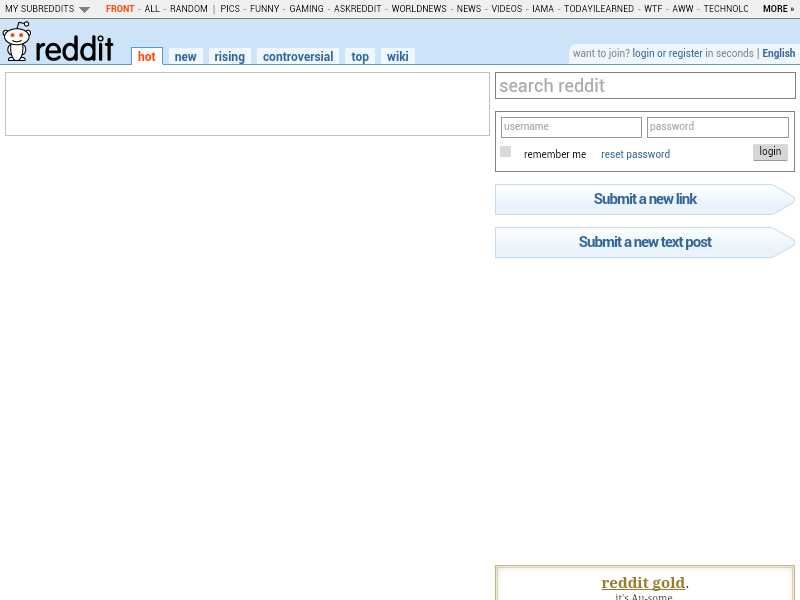 MY SUBREDDITS FRONT - ALL - RANDOM | PICS - FUNNY - GAMING - ASKREDDIT - WORLDNEWS - NEWS - VIDEOS - IAMA - TODAYILEARNED - WTF - AWW - TECHNOLC MORE »
reddit hot new rising controversial top wiki
want to join? login or register in seconds | English
search reddit
username password
remember me reset password login
Submit a new link
Submit a new text post
reddit gold.
it's Au-some